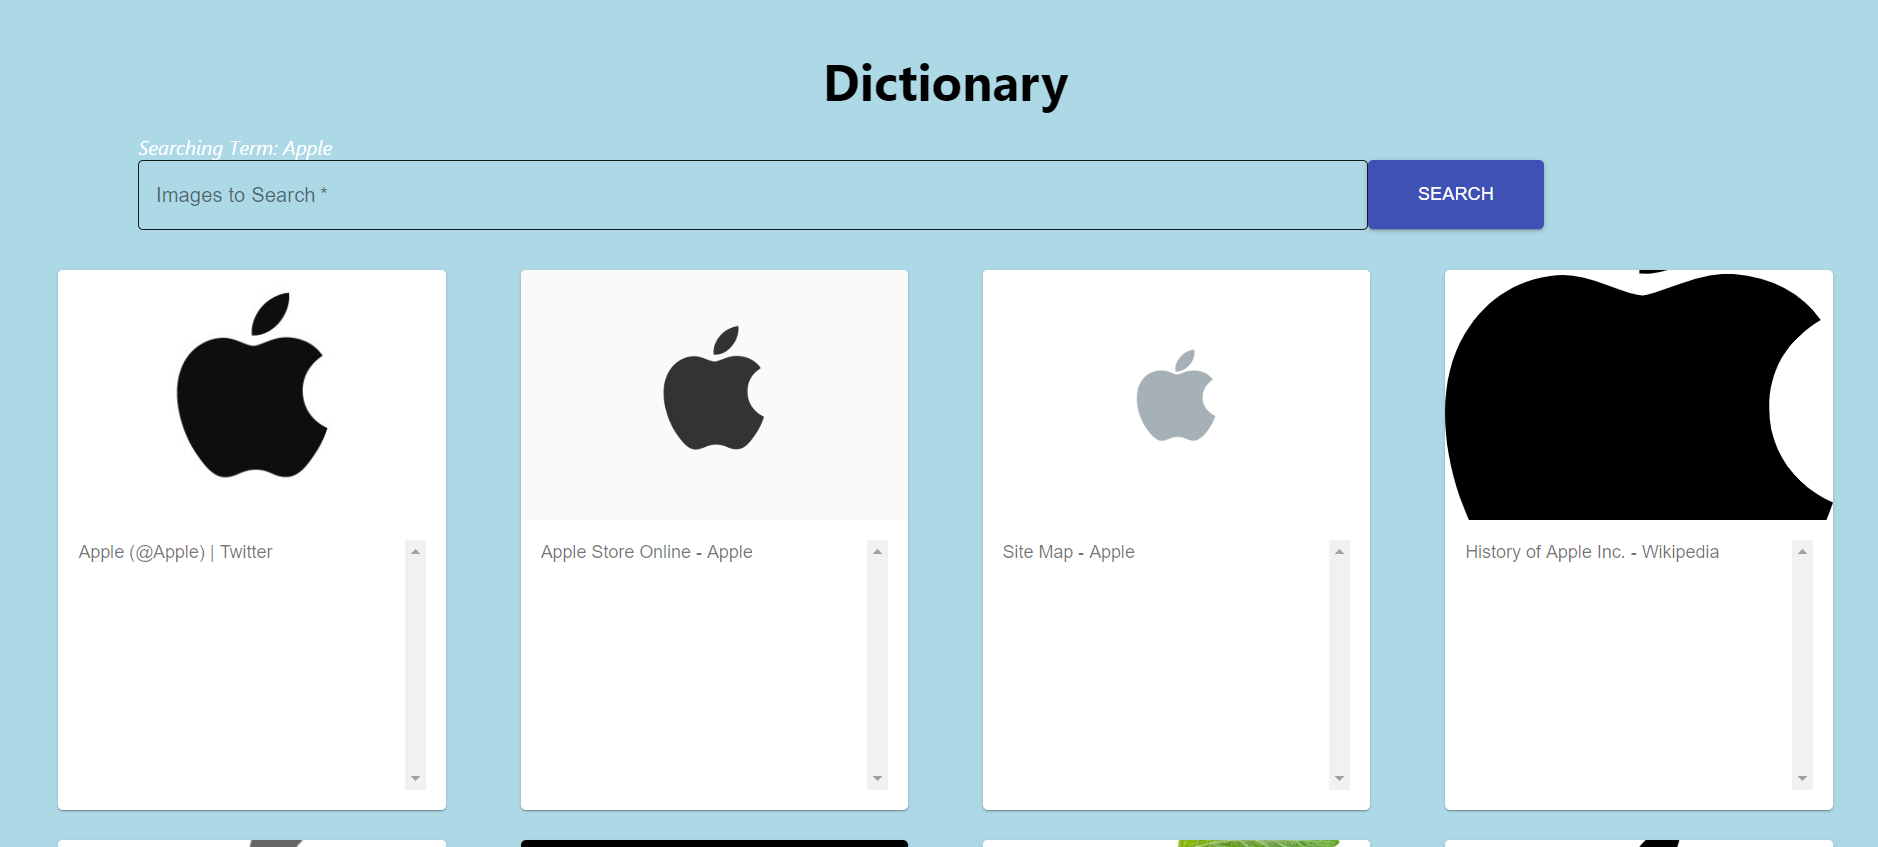 Dictionary
Searching Term: Apple
Images to Search *
SEARCH
Apple (@Apple) | Twitter
Apple Store Online - Apple
Site Map - Apple
History of Apple Inc. - Wikipedia